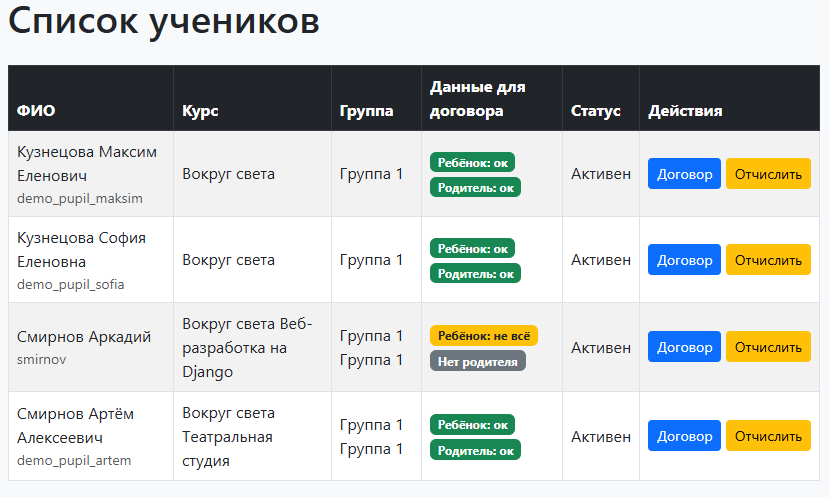 Список учеников
ФИО
Курс
Группа
Данные для
договора
Статус
Действия
Кузнецова Максим
Еленович
demo_pupil_maksim
Вокруг света
Группа 1
Ребёнок: ок
Родитель: ок
Активен
Договор
Отчислить
Кузнецова София
Еленовна
demo_pupil_sofia
Вокруг света
Группа 1
Ребёнок: ок
Родитель: ок
Активен
Договор
Отчислить
Смирнов Аркадий
smirnov
Вокруг света Веб-
разработка на
Django
Группа 1
Группа 1
Ребёнок: не всё
Нет родителя
Активен
Договор
Отчислить
Смирнов Артём
Алексеевич
demo_pupil_artem
Вокруг света
Театральная
студия
Группа 1
Группа 1
Ребёнок: ок
Родитель: ок
Активен
Договор
Отчислить